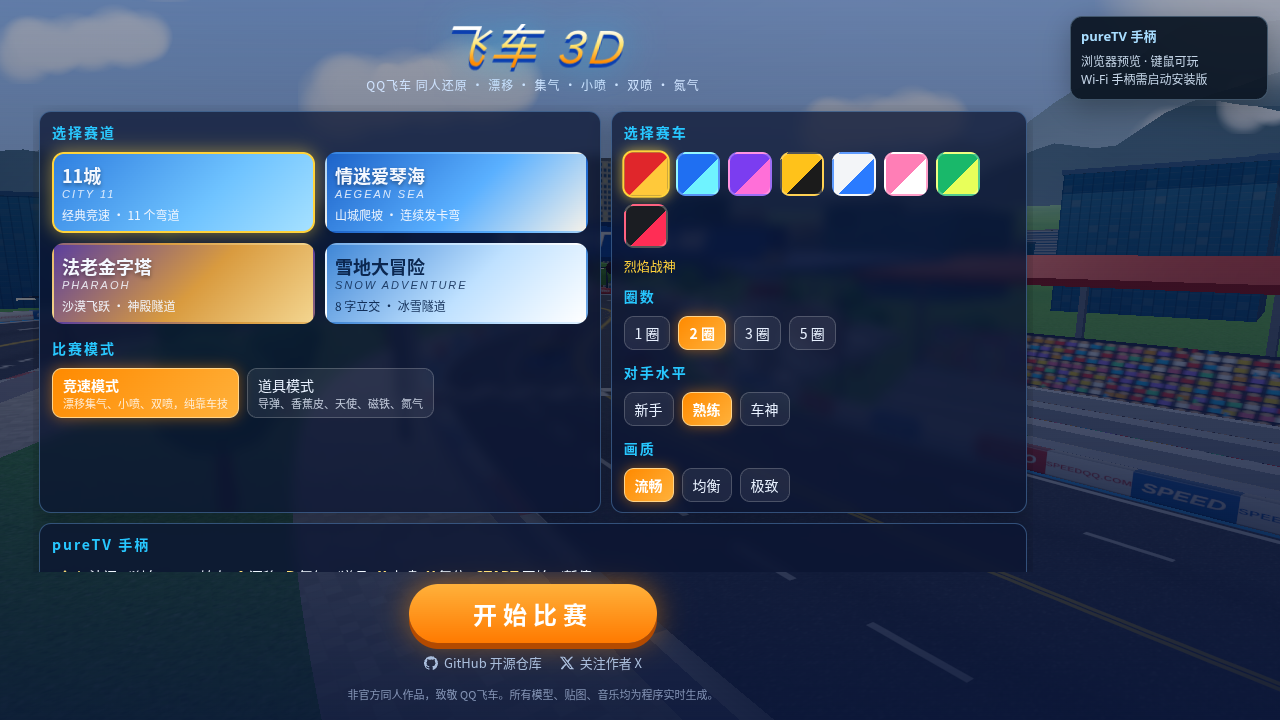 飞车 3D
QQ飞车 同人还原 · 漂移 · 集气 · 小喷 · 双喷 · 氮气
pureTV 手柄
浏览器预览 · 键鼠可玩
Wi-Fi 手柄需启动安装版
选择赛道
11城
CITY 11
经典竞速 · 11 个弯道
情迷爱琴海
AEGEAN SEA
山城爬坡 · 连续发卡弯
法老金字塔
PHARAOH
沙漠飞跃 · 神殿隧道
雪地大冒险
SNOW ADVENTURE
8 字立交 · 冰雪隧道
比赛模式
竞速模式
漂移集气、小喷、双喷，纯靠车技
道具模式
导弹、香蕉皮、天使、磁铁、氮气
选择赛车
烈焰战神
圈数
1 圈
2 圈
3 圈
5 圈
对手水平
新手
熟练
车神
画质
流畅
均衡
极致
SPEEDQQ.COM
SPEED
pureTV 手柄
开始比赛
GitHub 开源仓库
关注作者 X
非官方同人作品，致敬 QQ飞车。所有模型、贴图、音乐均为程序实时生成。